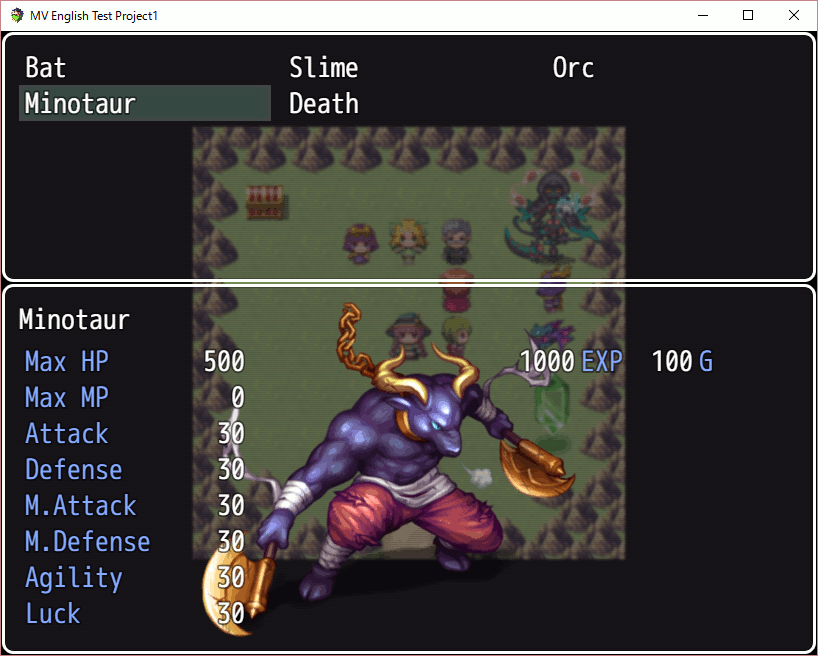 MV English Test Project1
Bat Slime Orc
Minotaur Death
Minotaur
Max HP 500 1000 EXP 100 G
Max MP 0
Attack 30
Defense 30
M.Attack 30
M.Defense 30
Agility 30
Luck 30